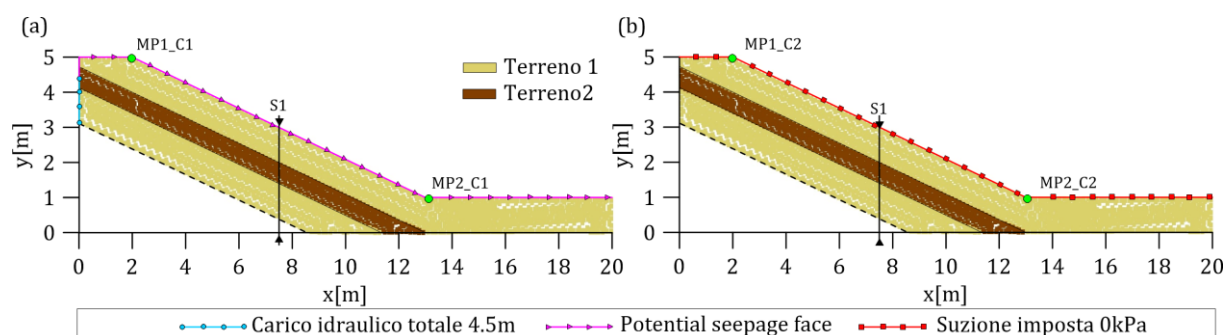 (a)
MP1_C1
Terreno 1
Terreno2
S1
MP2_C1
y[m]
5
4
3
2
1
0
0 2 4 6 8 10 12 14 16 18 20
x[m]
(b)
MP1_C2
S1
MP2_C2
y[m]
5
4
3
2
1
0
0 2 4 6 8 10 12 14 16 18 20
x[m]
Carico idraulico totale 4.5m Potential seepage face Suzione imposta 0kPa